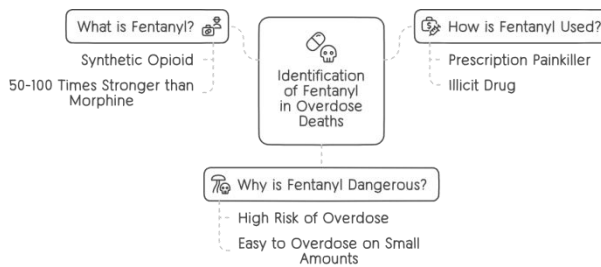 What is Fentanyl?
Synthetic Opioid
50-100 Times Stronger than
Morphine
Identification
of Fentanyl
in Overdose
Deaths
How is Fentanyl Used?
Prescription Painkiller
Illicit Drug
Why is Fentanyl Dangerous?
High Risk of Overdose
Easy to Overdose on Small
Amounts